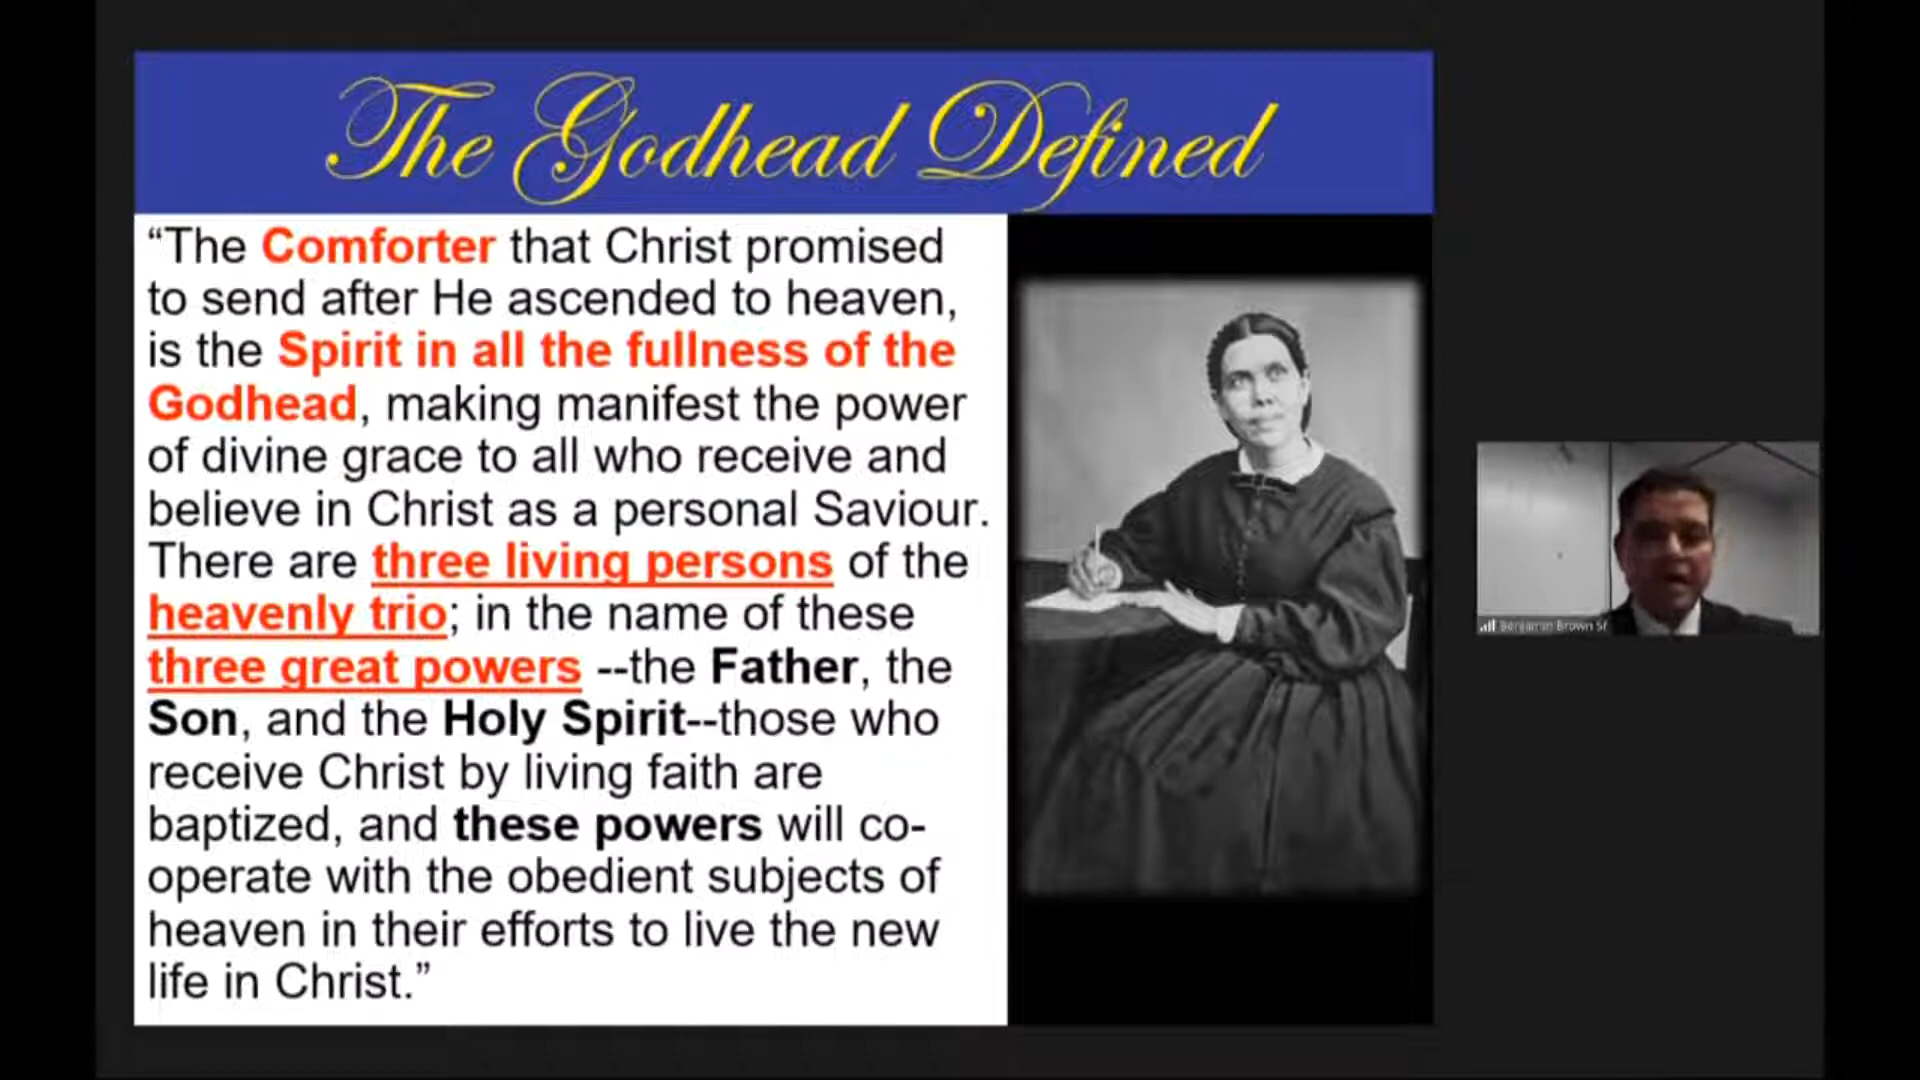 The Godhead Defined
“The Comforter that Christ promised
to send after He ascended to heaven,
is the Spirit in all the fullness of the
Godhead, making manifest the power
of divine grace to all who receive and
believe in Christ as a personal Saviour.
There are three living persons of the
heavenly trio; in the name of these
three great powers --the Father, the
Son, and the Holy Spirit--those who
receive Christ by living faith are
baptized, and these powers will co-
operate with the obedient subjects of
heaven in their efforts to live the new
life in Christ.”
Benjamin Brown Sr